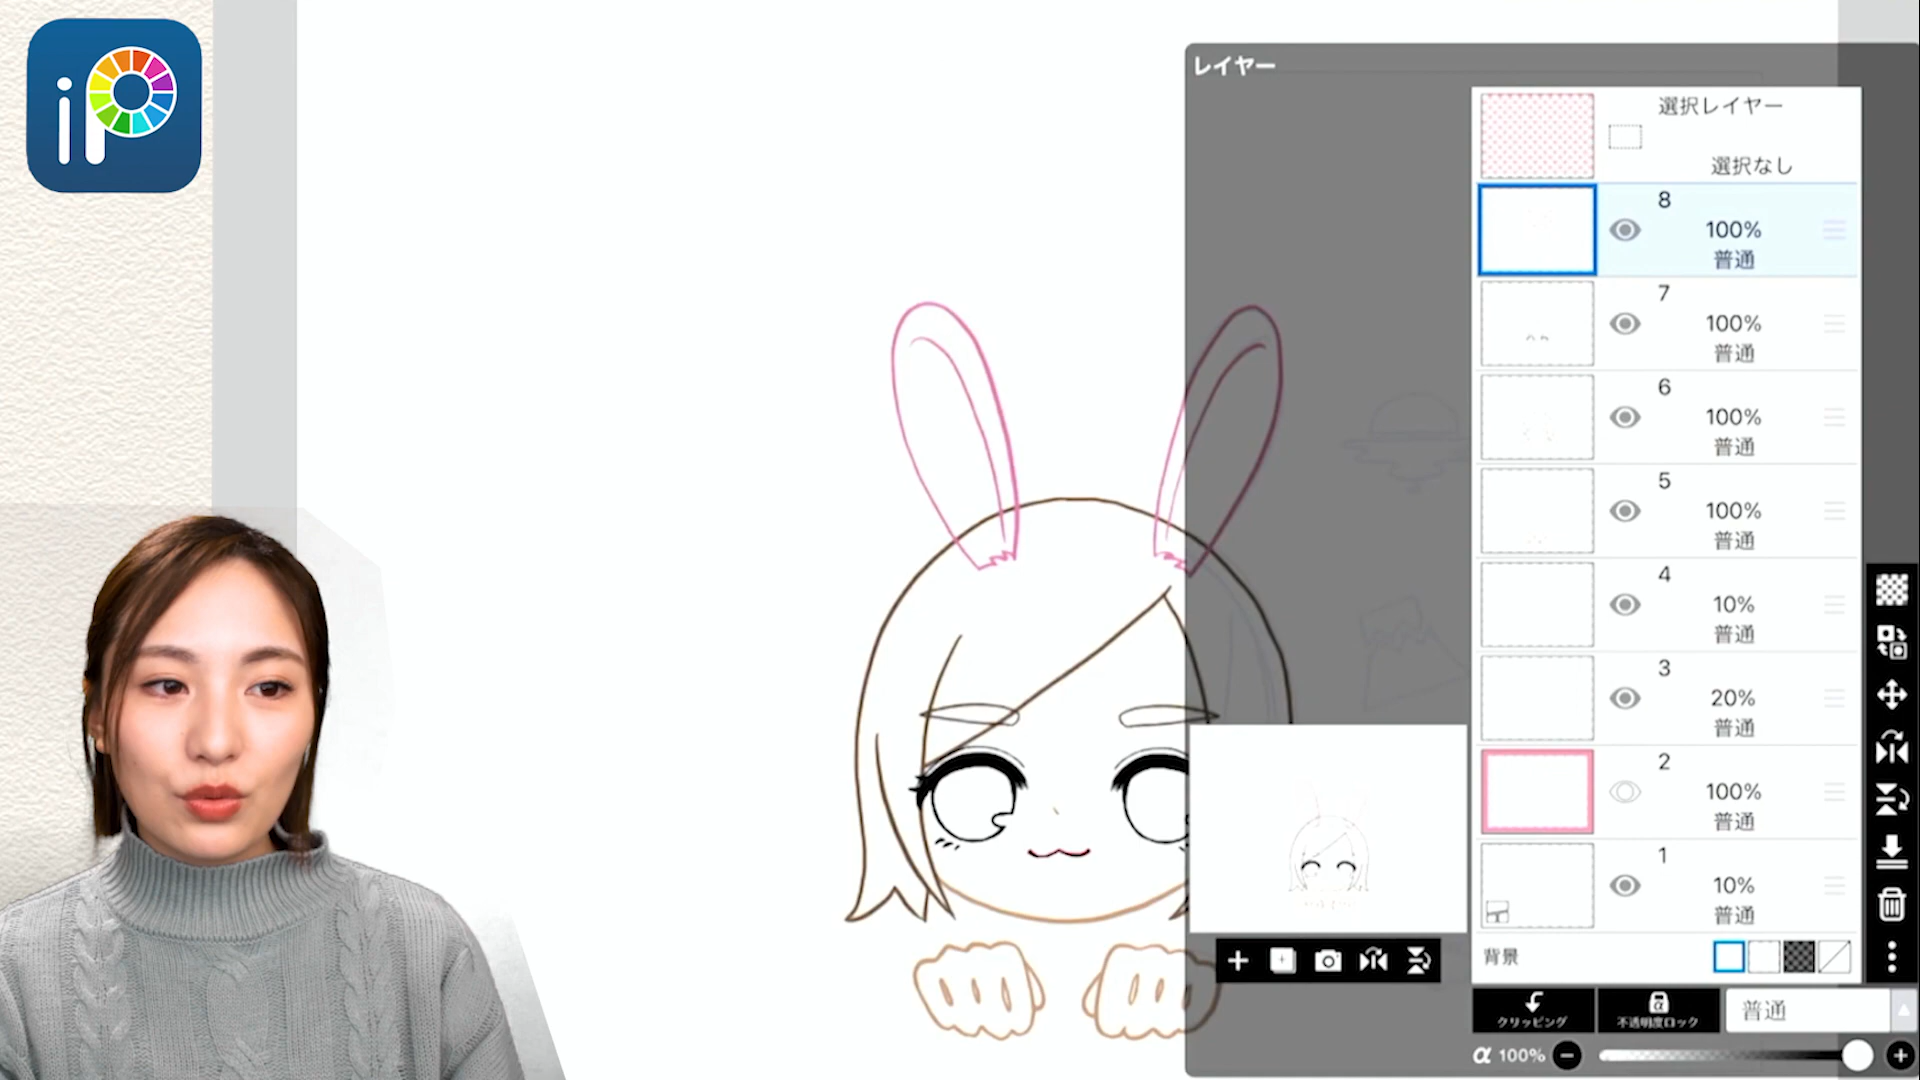 iP
レイヤー
選択レイヤー
選択なし
8
100%
普通
7
100%
普通
6
100%
普通
5
100%
普通
4
10%
普通
3
20%
普通
2
100%
普通
1
10%
普通
背景
クリッピング
不透明度ロック
普通
α 100%